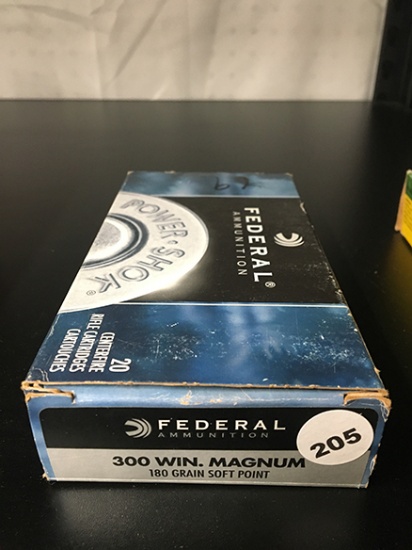 FEDERAL®
AMMUNITION
POWER·SHOK®
20
CENTERFIRE
RIFLE CARTRIDGES
CARTOUCHES
FEDERAL
AMMUNITION
205
300 WIN. MAGNUM
180 GRAIN SOFT POINT